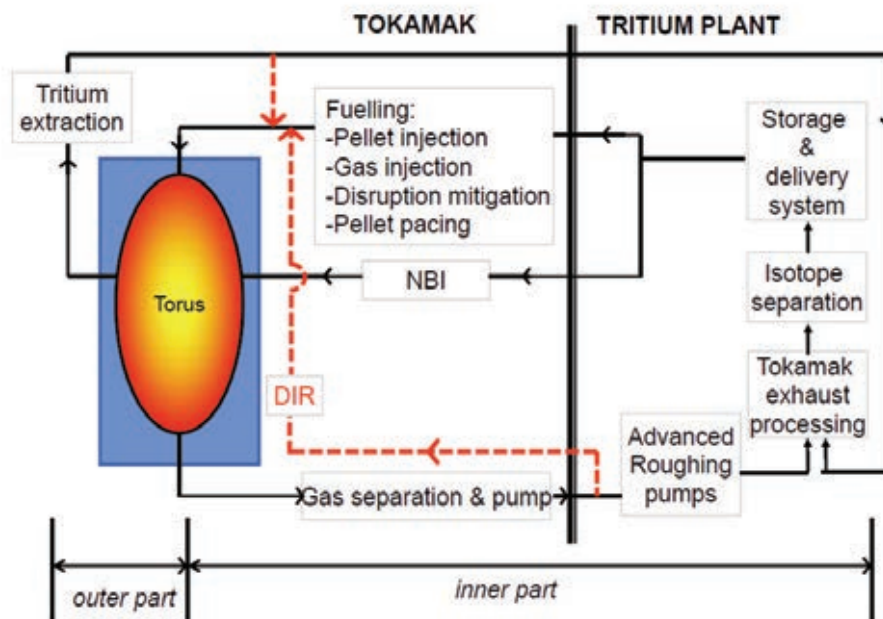 TOKAMAK
TRITIUM PLANT
Tritium
extraction
Fuelling:
-Pellet injection
-Gas injection
-Disruption mitigation
-Pellet pacing
Storage
&
delivery
system
Torus
NBI
Isotope
separation
DIR
Tokamak
exhaust
processing
Advanced
Roughing
pumps
Gas separation & pump
outer part
inner part